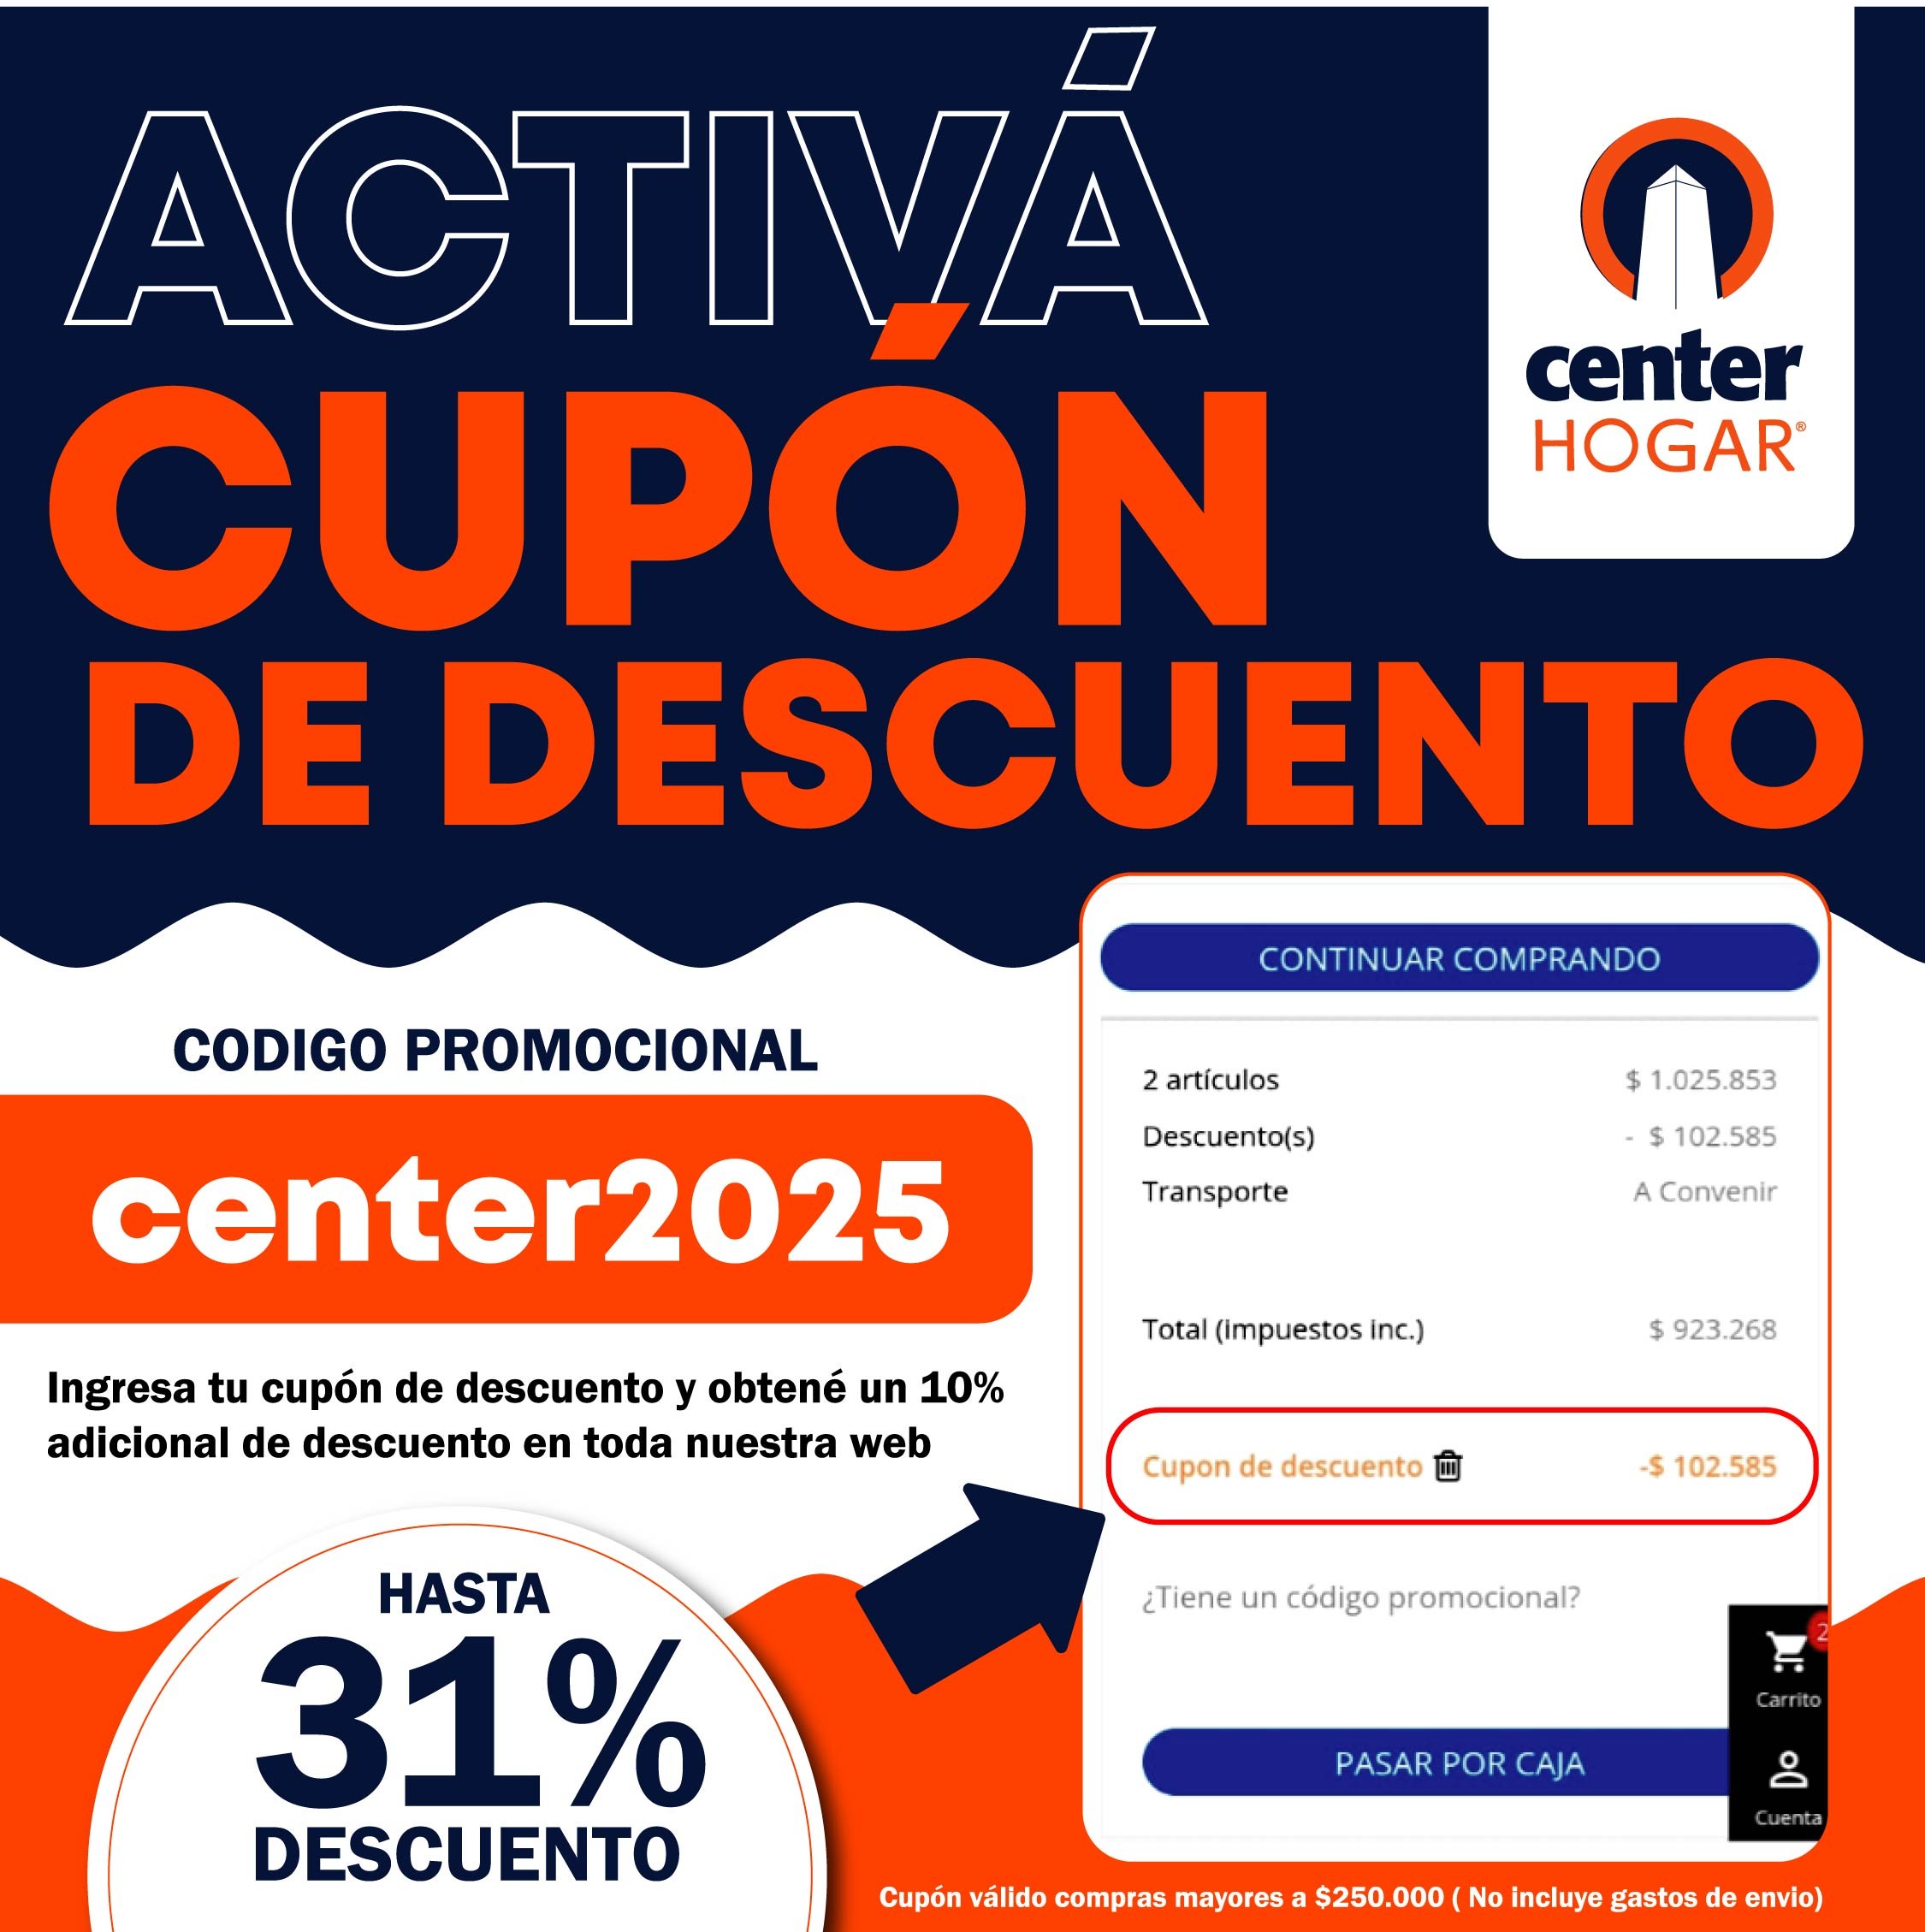 ACTIVÁ
CUPÓN
DE DESCUENTO
center
HOGAR®
CODIGO PROMOCIONAL
center2025
Ingresa tu cupón de descuento y obtené un 10%
adicional de descuento en toda nuestra web
HASTA
31%
DESCUENTO
CONTINUAR COMPRANDO
2 artículos $ 1.025.853
Descuento(s) - $ 102.585
Transporte A Convenir
Total (impuestos inc.) $ 923.268
Cupon de descuento -$ 102.585
¿Tiene un código promocional?
2
Carrito
PASAR POR CAJA
Cuenta
Cupón válido compras mayores a $250.000 ( No incluye gastos de envio)